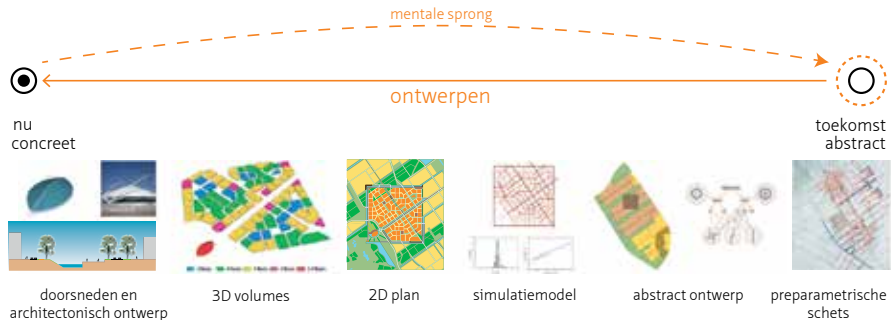 mentale sprong
ontwerpen
nu
concreet
toekomst
abstract
doorsneden en
architectonisch ontwerp
3D volumes
2D plan
simulatiemodel
abstract ontwerp
preparametrische
schets